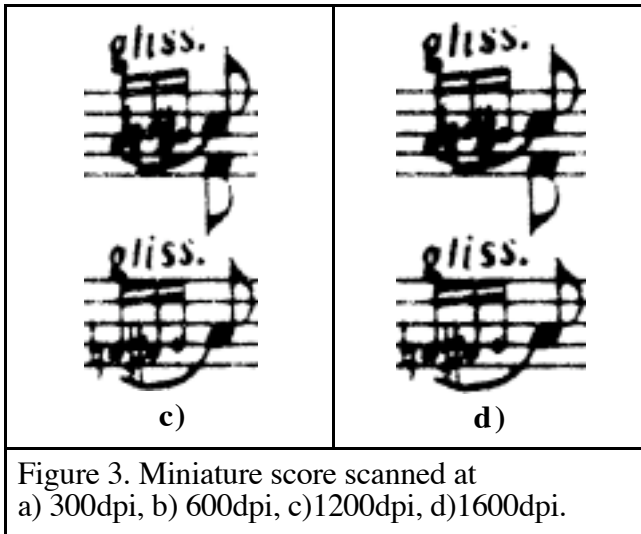 gliss. gliss.
gliss. gliss.
c) d)
Figure 3. Miniature score scanned at
a) 300dpi, b) 600dpi, c)1200dpi, d)1600dpi.